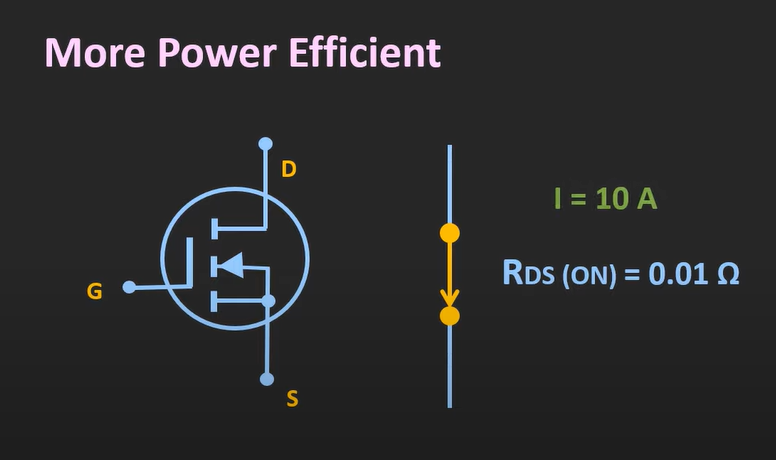 More Power Efficient
D
I = 10 A
RDS (ON) = 0.01 Ω
G
S